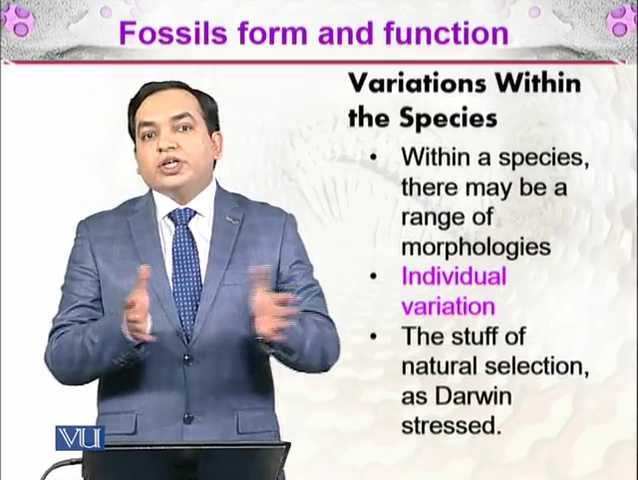 Fossils form and function
Variations Within
the Species
• Within a species,
there may be a
range of
morphologies
• Individual
variation
• The stuff of
natural selection,
as Darwin
stressed.
VU